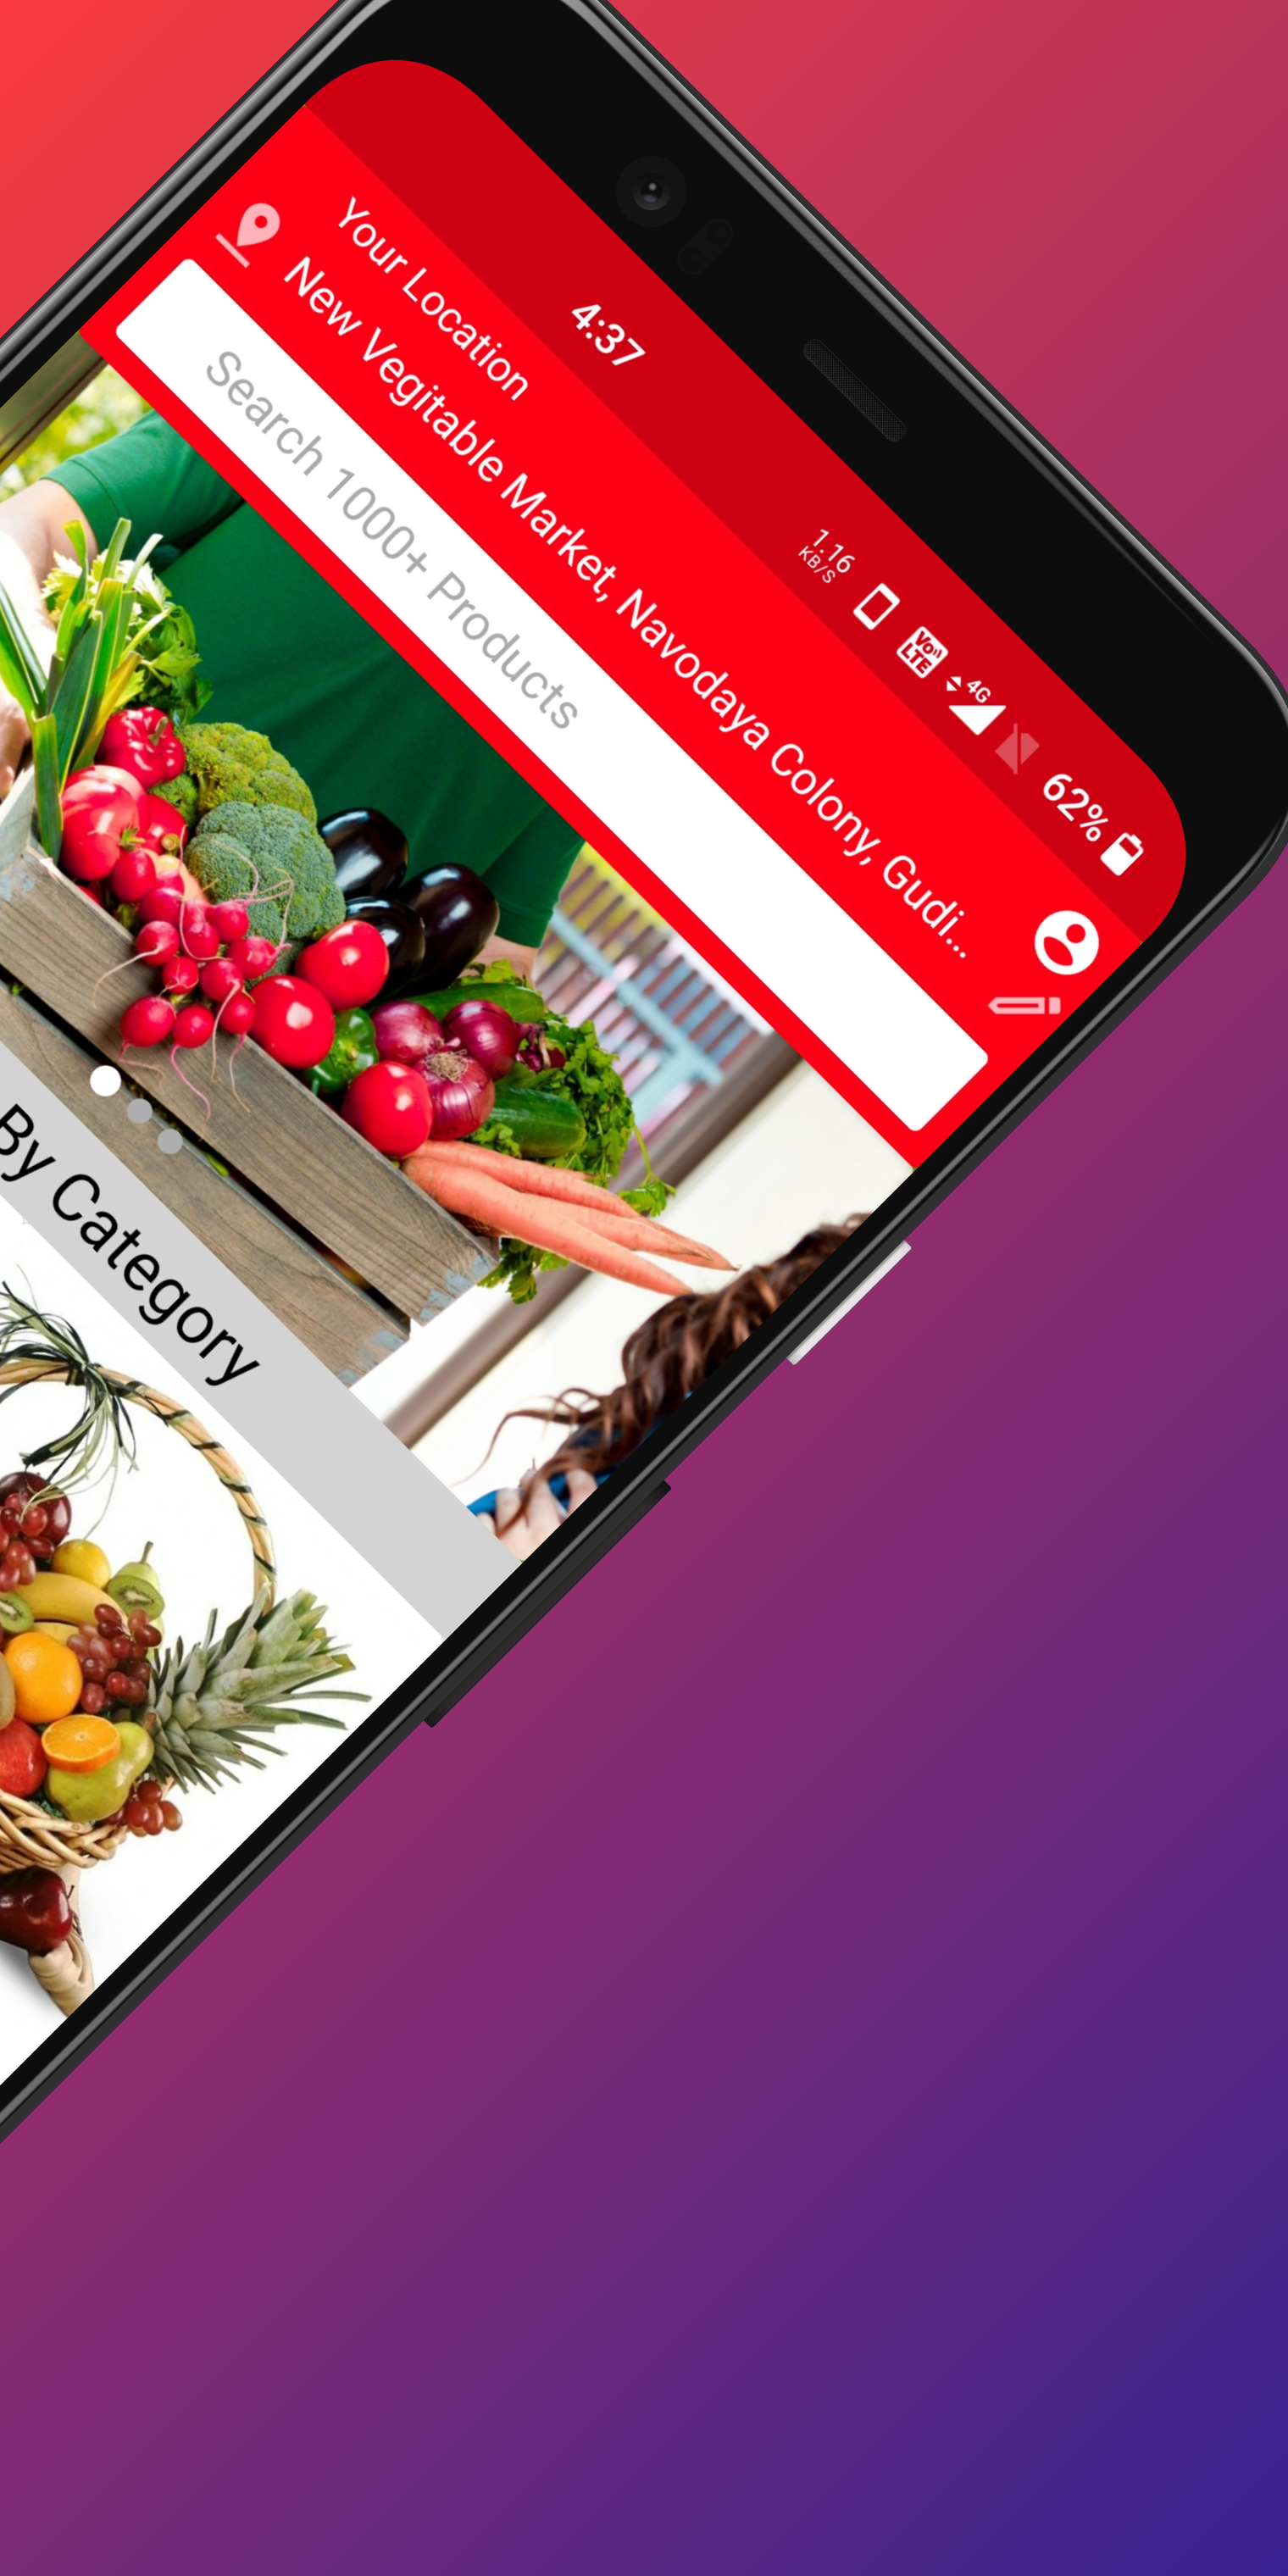 4:37
1.16
KB/S
VO))
LTE
4G
62%
Your Location
New Vegitable Market, Navodaya Colony, Gudi...
Search 1000+ Products
By Category